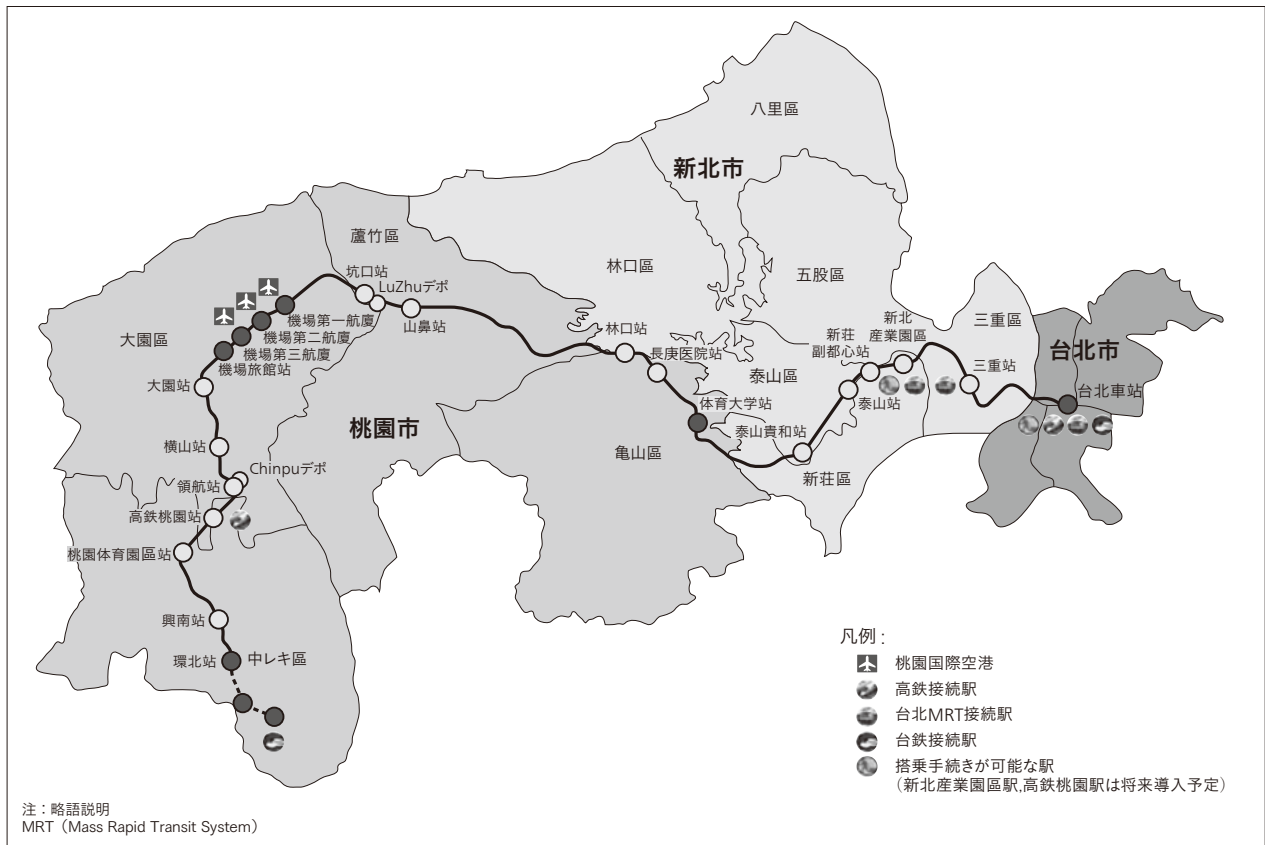 八里區
新北市
蘆竹區
林口區
五股區
坑口站
LuZhuデポ
山鼻站
機場第一航廈
機場第二航廈
機場第三航廈
機場旅館站
大園區
大園站
林口站
長庚医院站
体育大学站
泰山區
新荘
副都心站
新北
産業園區
三重區
三重站
台北市
台北車站
泰山站
泰山貴和站
新荘區
亀山區
桃園市
横山站
Chinpuデポ
領航站
高鉄桃園站
桃園体育園區站
興南站
環北站
中レキ區
凡例：
桃園国際空港
高鉄接続駅
台北MRT接続駅
台鉄接続駅
搭乗手続きが可能な駅
（新北産業園區駅,高鉄桃園駅は将来導入予定）
注：略語説明
MRT（Mass Rapid Transit System）